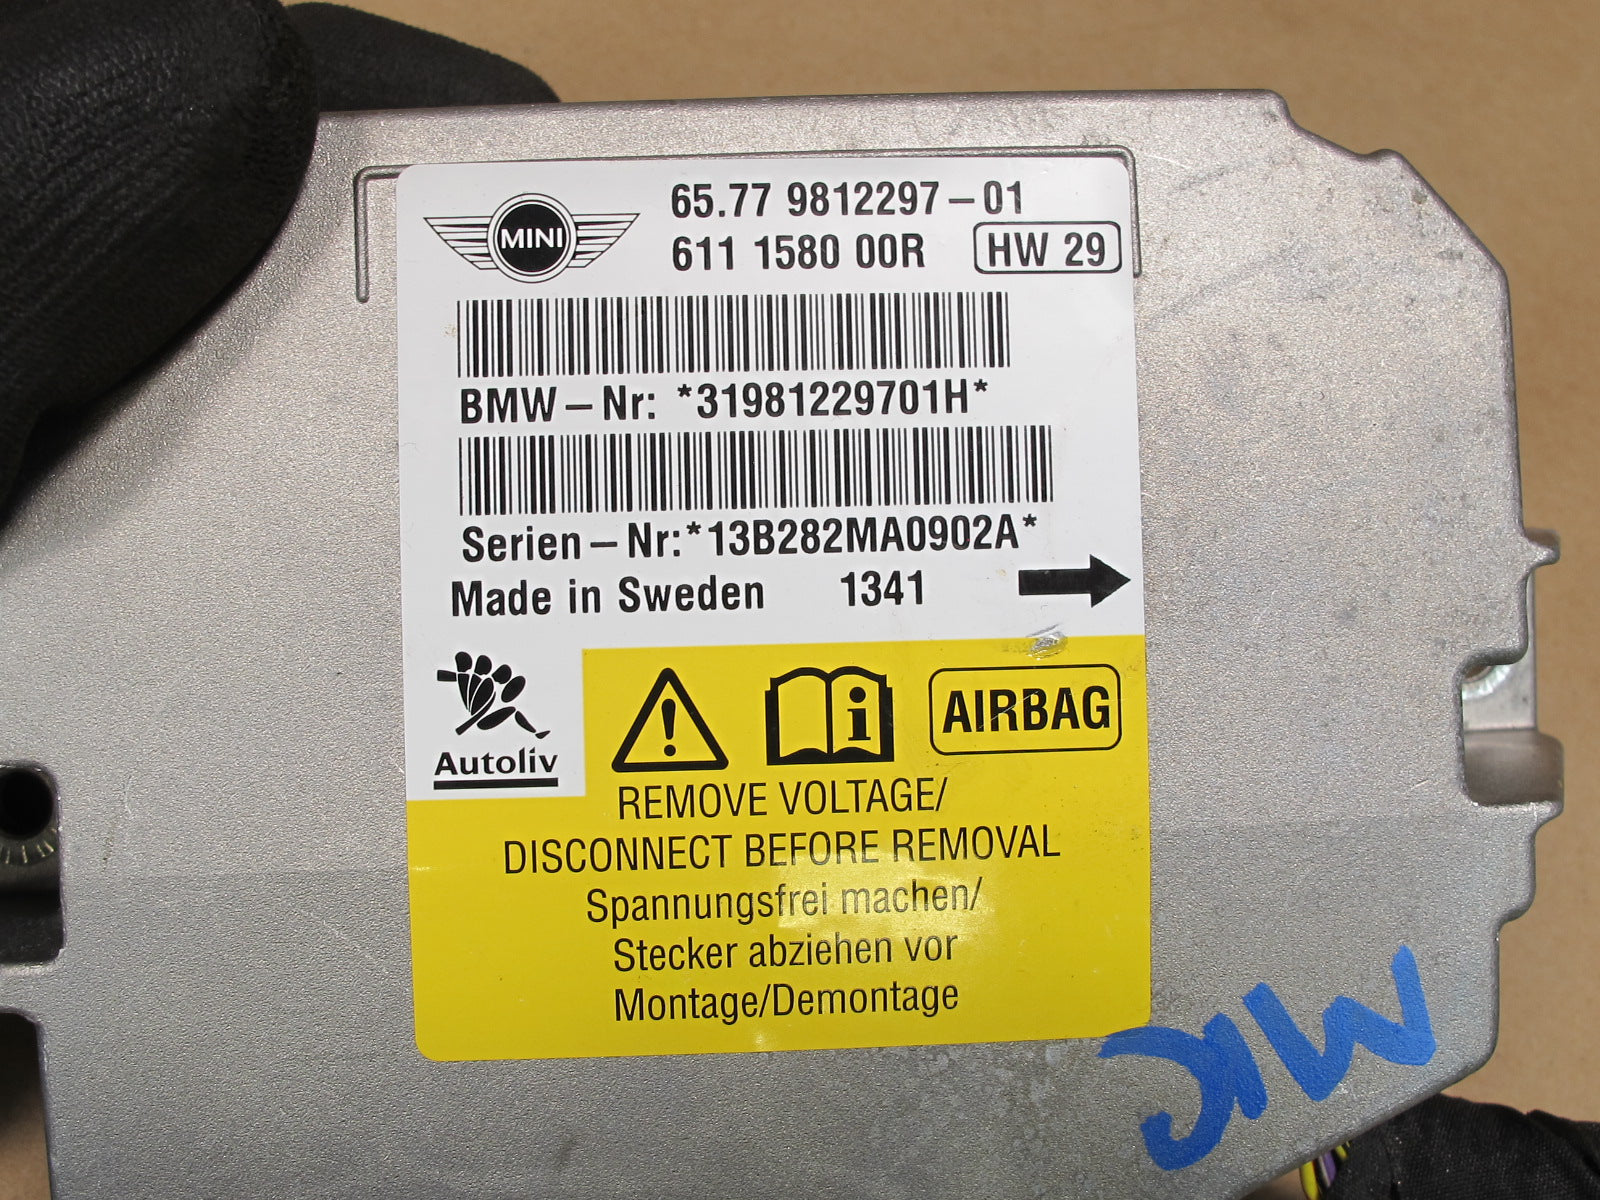 MINI
65.77 9812297-01
611 1580 00R HW 29
BMW-Nr: *31981229701H*
Serien-Nr:*13B282MA0902A*
Made in Sweden 1341
Autoliv
AIRBAG
REMOVE VOLTAGE/
DISCONNECT BEFORE REMOVAL
Spannungsfrei machen/
Stecker abziehen vor
Montage/Demontage